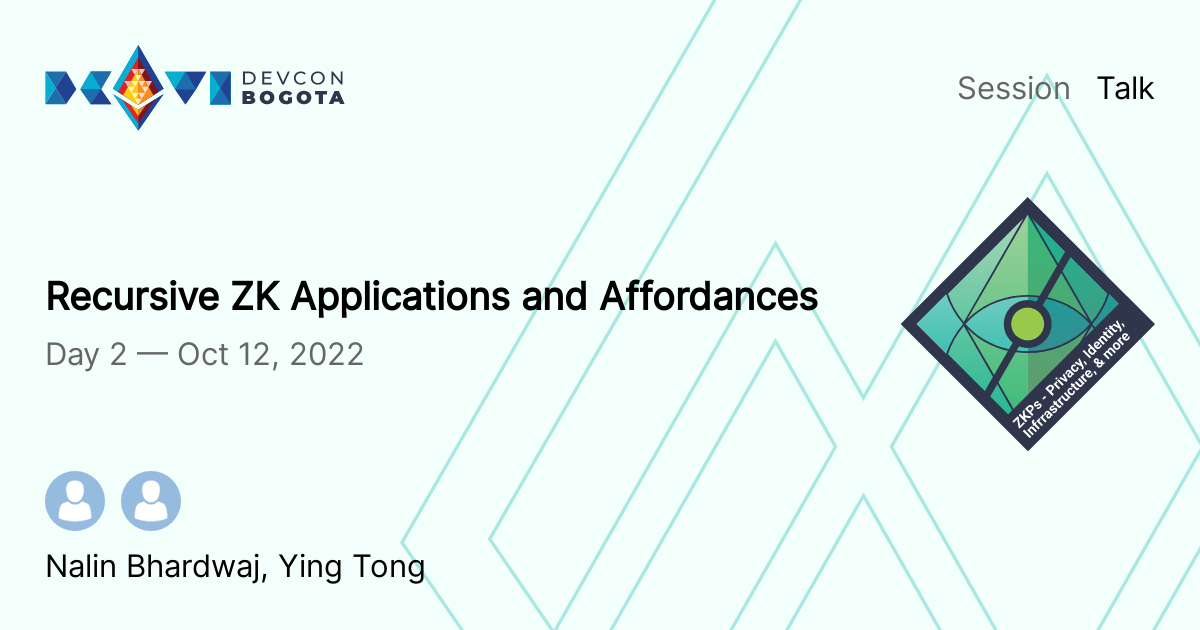 DEVCON
BOGOTA
Session Talk
Recursive ZK Applications and Affordances
Day 2 — Oct 12, 2022
ZKPs - Privacy, Identity,
Infrrastructure, & more
Nalin Bhardwaj, Ying Tong